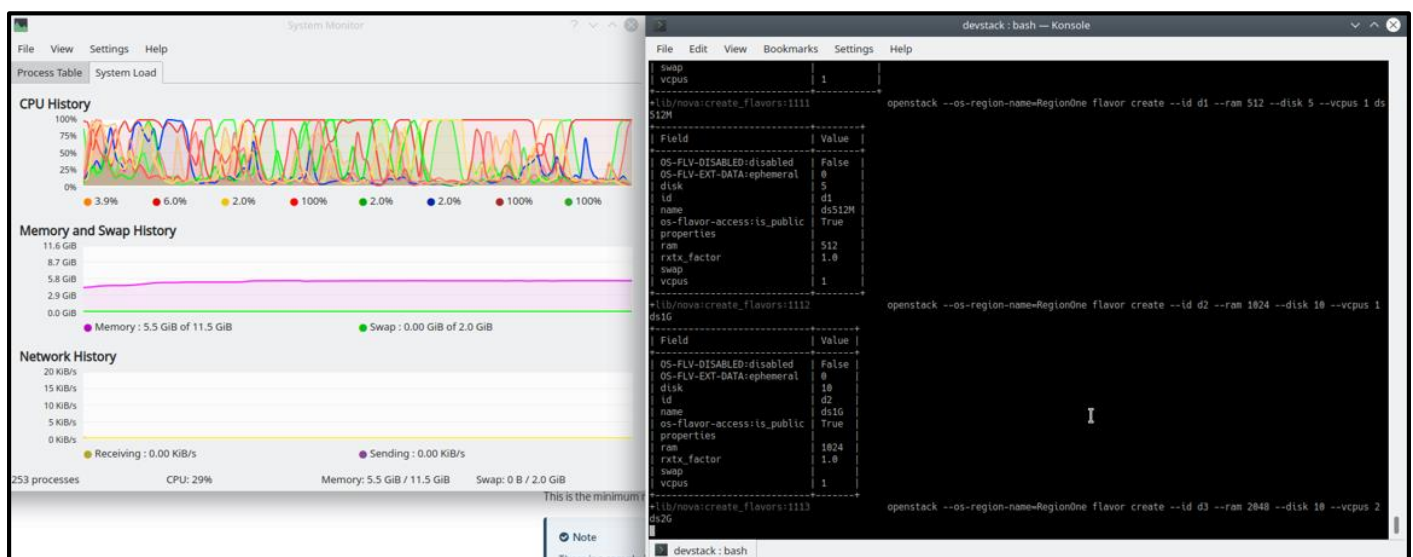 System Monitor
File View Settings Help
Process Table System Load
CPU History
100%
75%
50%
25%
0%
3.9% 6.0% 2.0% 100% 2.0% 2.0% 100% 100%
Memory and Swap History
11.6 GiB
8.7 GiB
5.8 GiB
2.9 GiB
0.0 GiB
Memory : 5.5 GiB of 11.5 GiB Swap : 0.00 GiB of 2.0 GiB
Network History
20 KiB/s
15 KiB/s
10 KiB/s
5 KiB/s
0 KiB/s
Receiving : 0.00 KiB/s Sending : 0.00 KiB/s
253 processes CPU: 29% Memory: 5.5 GiB / 11.5 GiB Swap: 0 B / 2.0 GiB
This is the minimum
Note
devstack : bash — Konsole
File Edit View Bookmarks Settings Help
| swap | |
| vcpus | 1 |
+lib/nova:create_flavors:1111 openstack --os-region-name=RegionOne flavor create --id d1 --ram 512 --disk 5 --vcpus 1 ds
512M
| Field | Value |
| OS-FLV-DISABLED:disabled | False |
| OS-FLV-EXT-DATA:ephemeral | 0 |
| disk | 5 |
| id | d1 |
| name | ds512M |
| os-flavor-access:is_public | True |
| properties | |
| ram | 512 |
| rxtx_factor | 1.0 |
| swap | |
| vcpus | 1 |
+lib/nova:create_flavors:1112 openstack --os-region-name=RegionOne flavor create --id d2 --ram 1024 --disk 10 --vcpus 1
ds1G
| Field | Value |
| OS-FLV-DISABLED:disabled | False |
| OS-FLV-EXT-DATA:ephemeral | 0 |
| disk | 10 |
| id | d2 |
| name | ds1G |
| os-flavor-access:is_public | True |
| properties | |
| ram | 1024 |
| rxtx_factor | 1.0 |
| swap | |
| vcpus | 1 |
+lib/nova:create_flavors:1113 openstack --os-region-name=RegionOne flavor create --id d3 --ram 2048 --disk 10 --vcpus 2
ds2G
devstack : bash